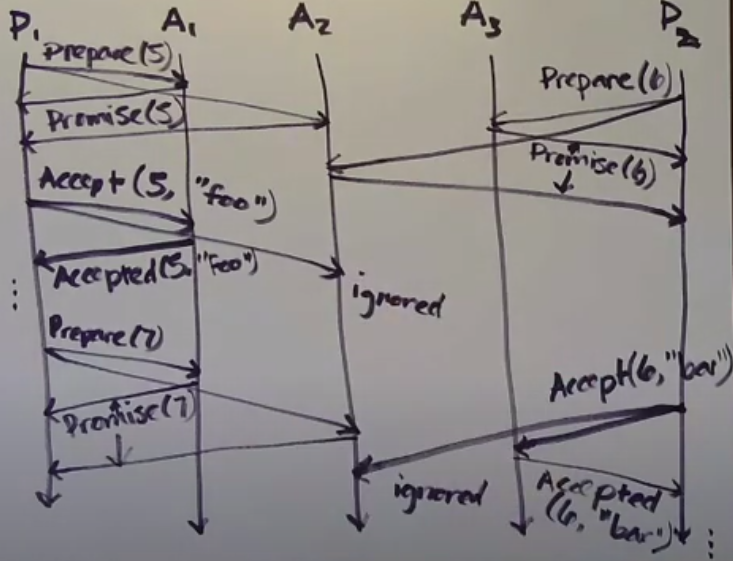 P1 A1 A2 A3 P2
Prepare(5)
Prepare(6)
Promise(5)
Promise(6)
Accept(5, "foo")
Accepted(5, "foo")
ignored
Prepare(7)
Accept(6, "bar")
Promise(7)
ignored
Accepted
(6, "bar")